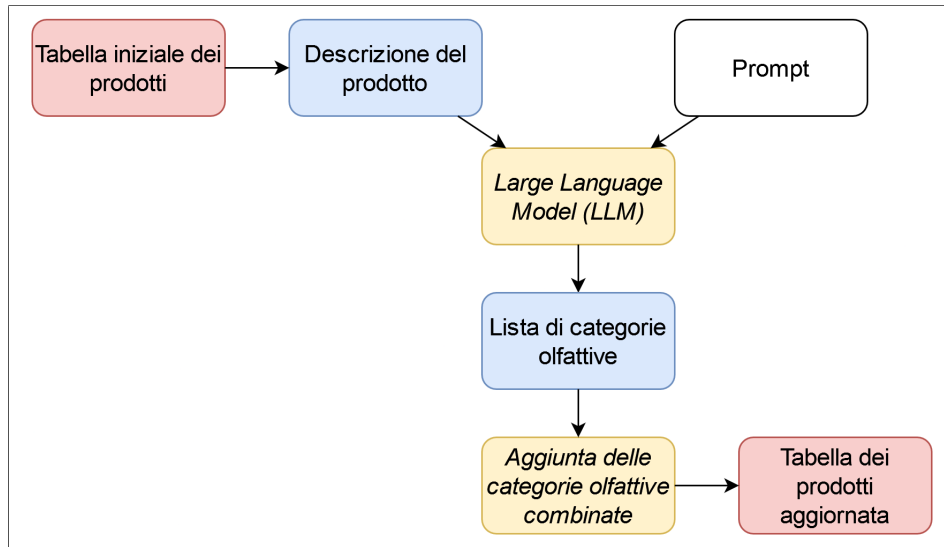 Tabella iniziale dei
prodotti
Descrizione del
prodotto
Prompt
Large Language
Model (LLM)
Lista di categorie
olfattive
Aggiunta delle
categorie olfattive
combinate
Tabella dei
prodotti
aggiornata